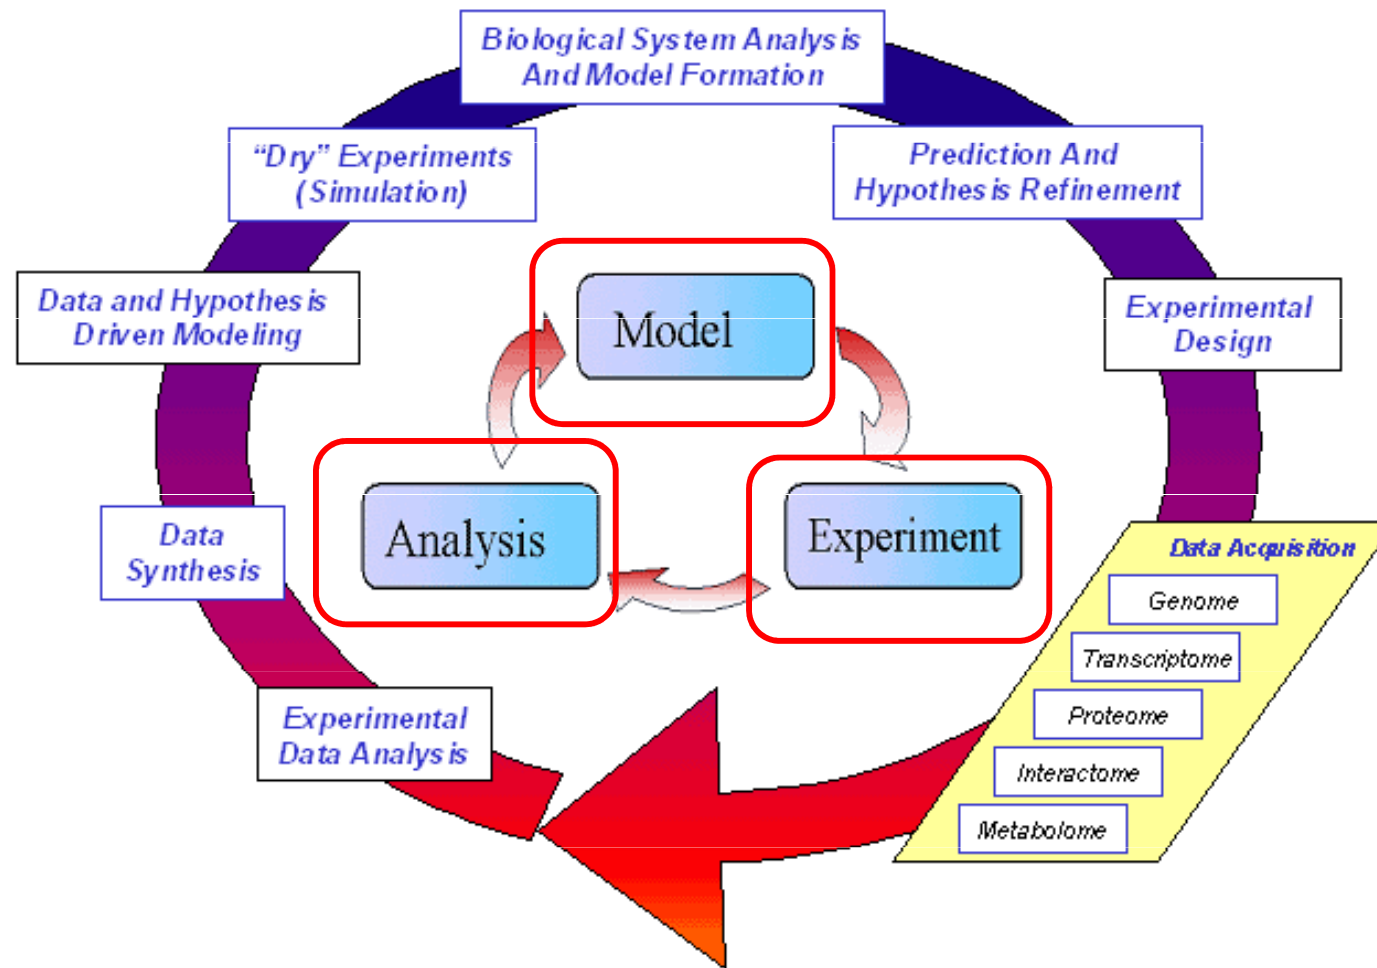 Biological System Analysis
And Model Formation
“Dry” Experiments
(Simulation)
Prediction And
Hypothesis Refinement
Data and Hypothesis
Driven Modeling
Experimental
Design
Model
Analysis
Experiment
Data
Synthesis
Data Acquisition
Genome
Transcriptome
Proteome
Interactome
Metabolome
Experimental
Data Analysis